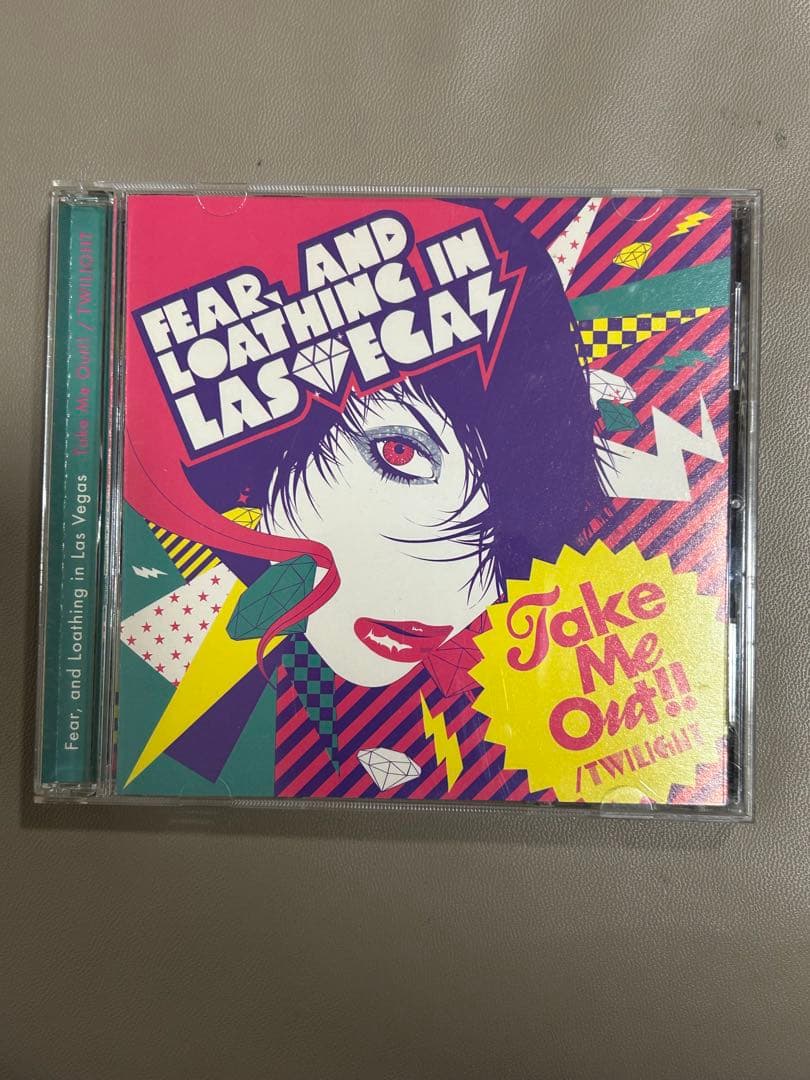 Fear, and Loathing in Las Vegas Take Me Out!! / TWILIGHT
FEAR, AND
LOATHING IN
LAS VEGAS
Take
Me
Out!!
/TWILIGHT